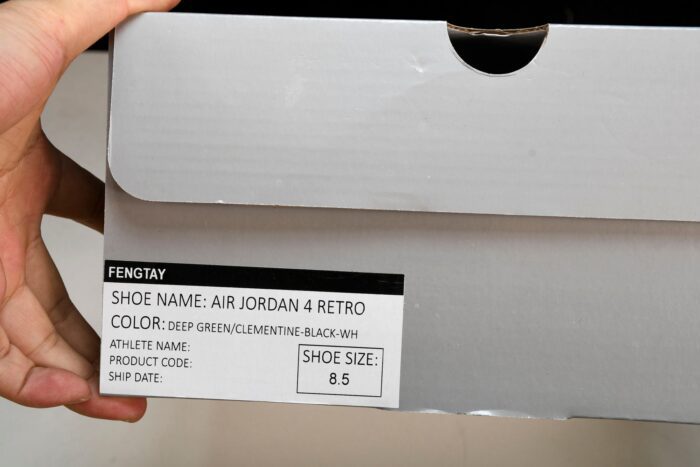 FENGTAY
SHOE NAME: AIR JORDAN 4 RETRO
COLOR: DEEP GREEN/CLEMENTINE-BLACK-WH
ATHLETE NAME:
PRODUCT CODE:
SHIP DATE:
SHOE SIZE:
8.5